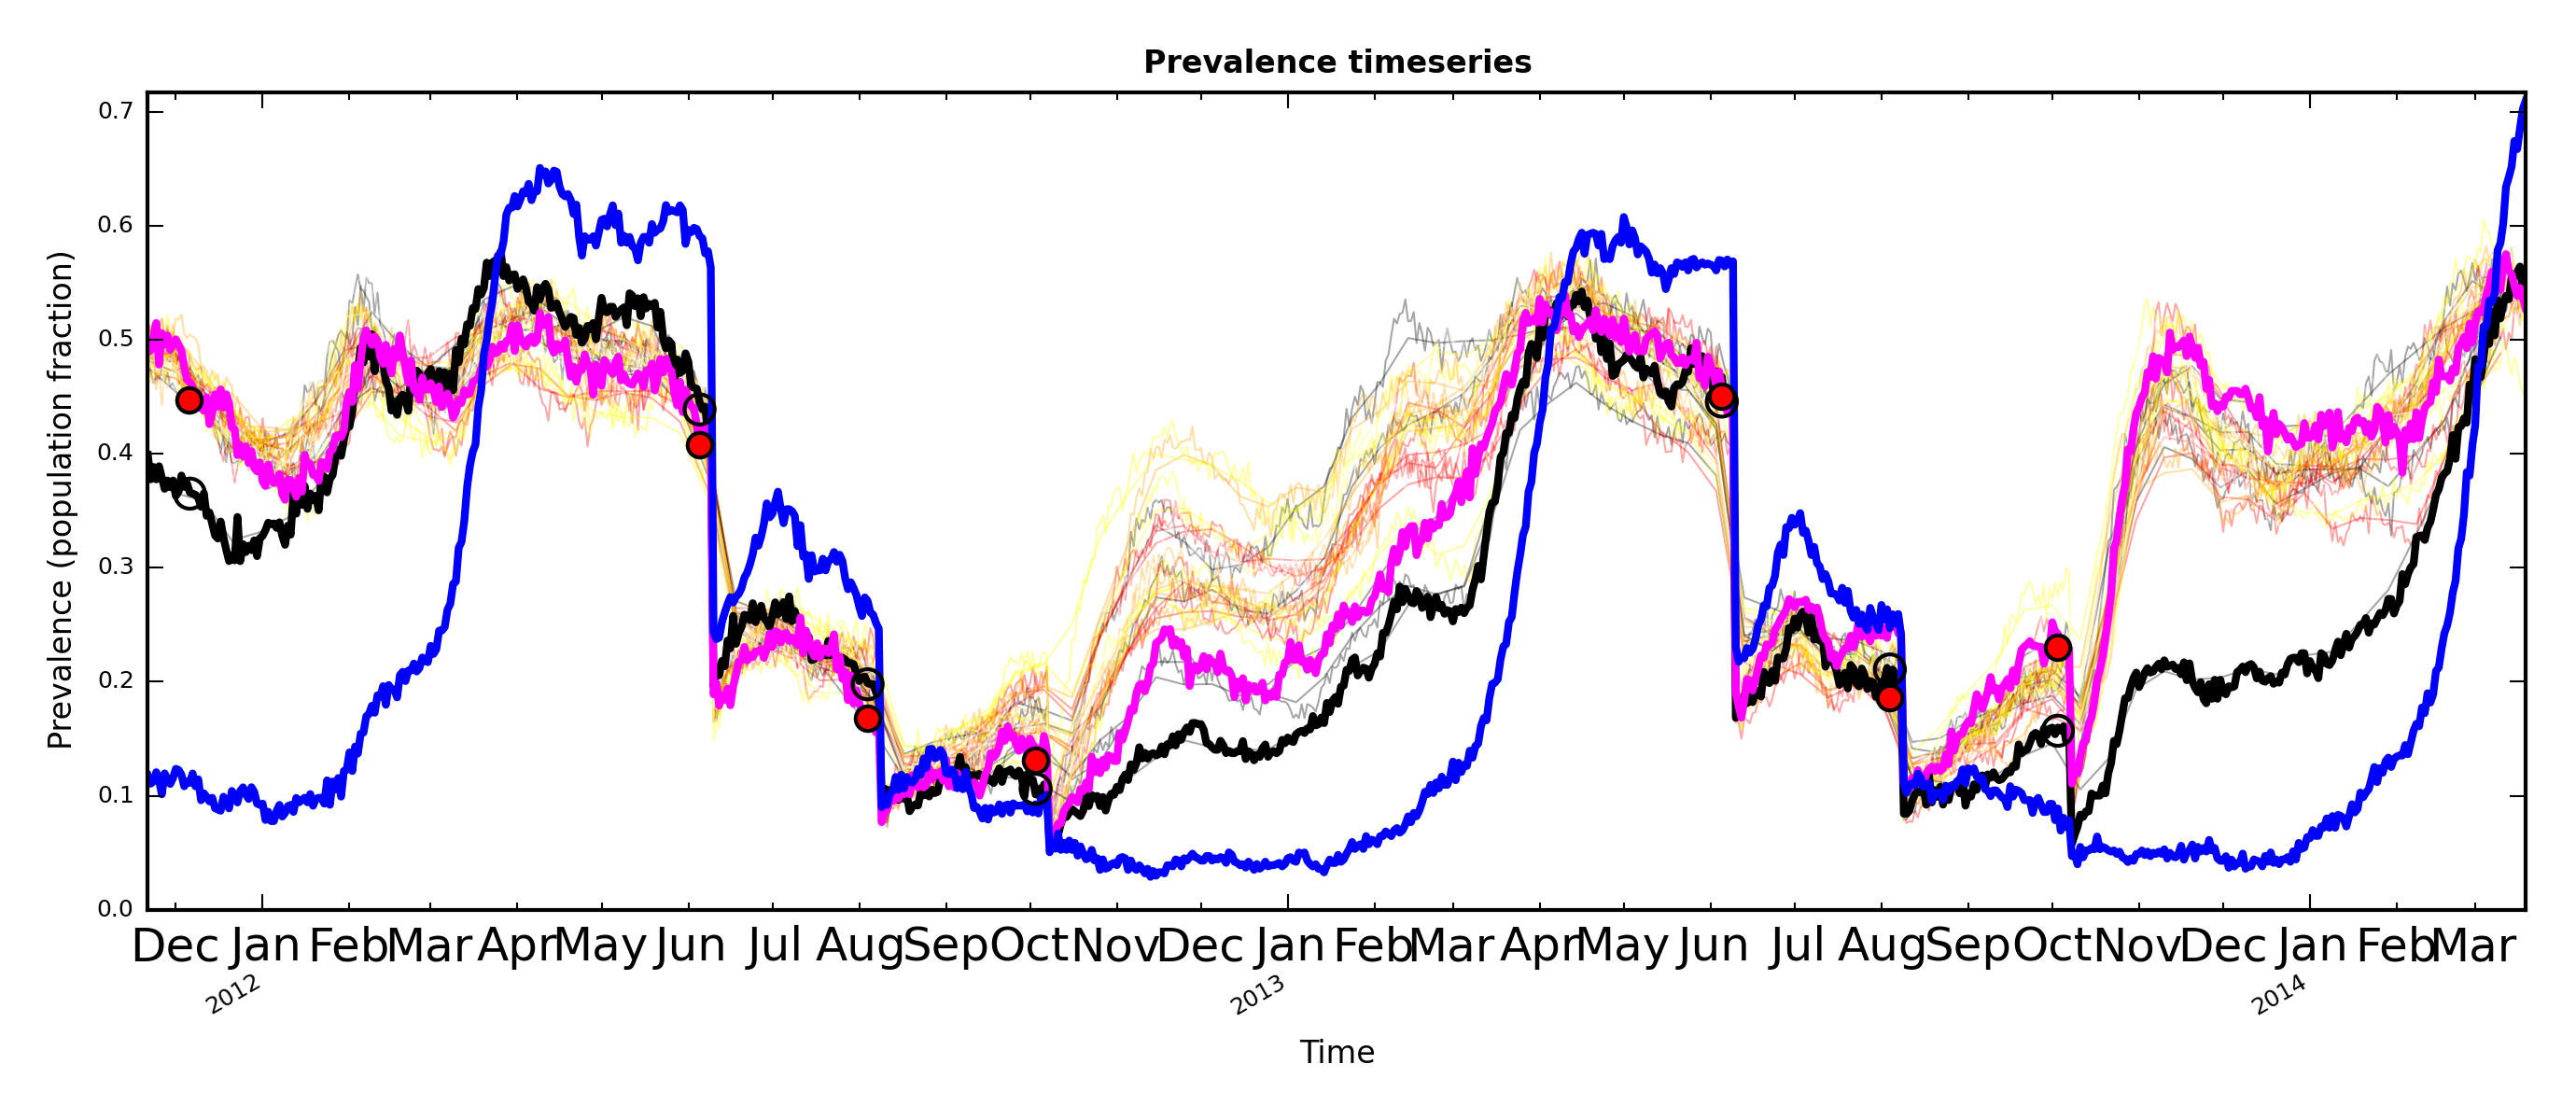 Prevalence timeseries
Prevalence (population fraction)
0.7
0.6
0.5
0.4
0.3
0.2
0.1
0.0
Dec Jan Feb Mar Apr May Jun Jul Aug Sep Oct Nov Dec Jan Feb Mar Apr May Jun Jul Aug Sep Oct Nov Dec Jan Feb Mar
2012 2013 2014
Time